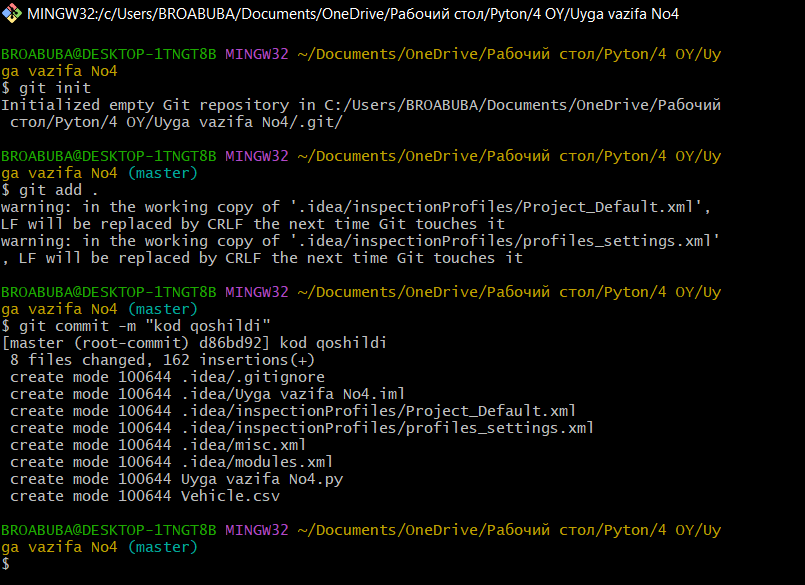 MINGW32:/c/Users/BROABUBA/Documents/OneDrive/Рабочий стол/Pyton/4 OY/Uyga vazifa No4
BROABUBA@DESKTOP-1TNGT8B MINGW32 ~/Documents/OneDrive/Рабочий стол/Pyton/4 OY/Uy
ga vazifa No4
$ git init
Initialized empty Git repository in C:/Users/BROABUBA/Documents/OneDrive/Рабочий
 стол/Pyton/4 OY/Uyga vazifa No4/.git/
BROABUBA@DESKTOP-1TNGT8B MINGW32 ~/Documents/OneDrive/Рабочий стол/Pyton/4 OY/Uy
ga vazifa No4 (master)
$ git add .
warning: in the working copy of '.idea/inspectionProfiles/Project_Default.xml',
LF will be replaced by CRLF the next time Git touches it
warning: in the working copy of '.idea/inspectionProfiles/profiles_settings.xml'
, LF will be replaced by CRLF the next time Git touches it
BROABUBA@DESKTOP-1TNGT8B MINGW32 ~/Documents/OneDrive/Рабочий стол/Pyton/4 OY/Uy
ga vazifa No4 (master)
$ git commit -m "kod qoshildi"
[master (root-commit) d86bd92] kod qoshildi
 8 files changed, 162 insertions(+)
 create mode 100644 .idea/.gitignore
 create mode 100644 .idea/Uyga vazifa No4.iml
 create mode 100644 .idea/inspectionProfiles/Project_Default.xml
 create mode 100644 .idea/inspectionProfiles/profiles_settings.xml
 create mode 100644 .idea/misc.xml
 create mode 100644 .idea/modules.xml
 create mode 100644 Uyga vazifa No4.py
 create mode 100644 Vehicle.csv
BROABUBA@DESKTOP-1TNGT8B MINGW32 ~/Documents/OneDrive/Рабочий стол/Pyton/4 OY/Uy
ga vazifa No4 (master)
$